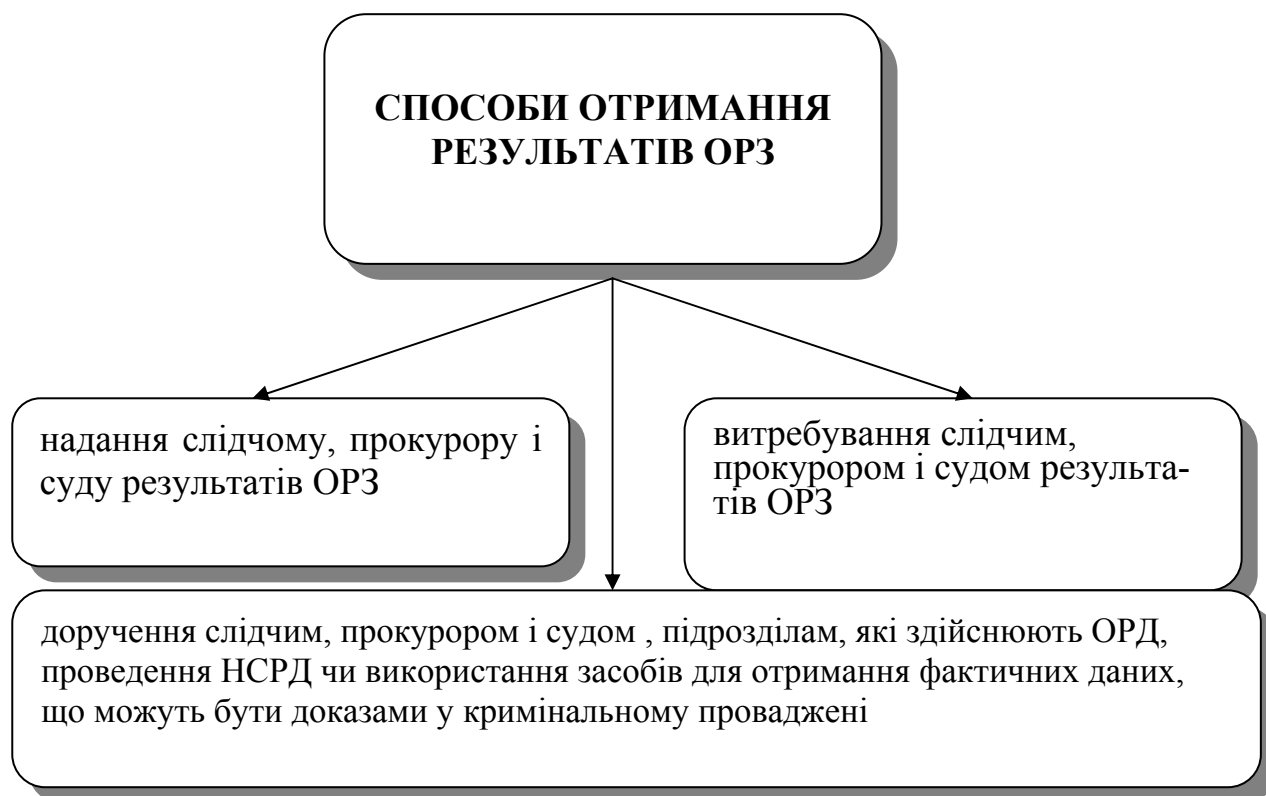 СПОСОБИ ОТРИМАННЯ
РЕЗУЛЬТАТІВ ОРЗ
надання слідчому, прокурору і
суду результатів ОРЗ
витребування слідчим,
прокурором і судом результа-
тів ОРЗ
доручення слідчим, прокурором і судом , підрозділам, які здійснюють ОРД,
проведення НСРД чи використання засобів для отримання фактичних даних,
що можуть бути доказами у кримінальному проваджені